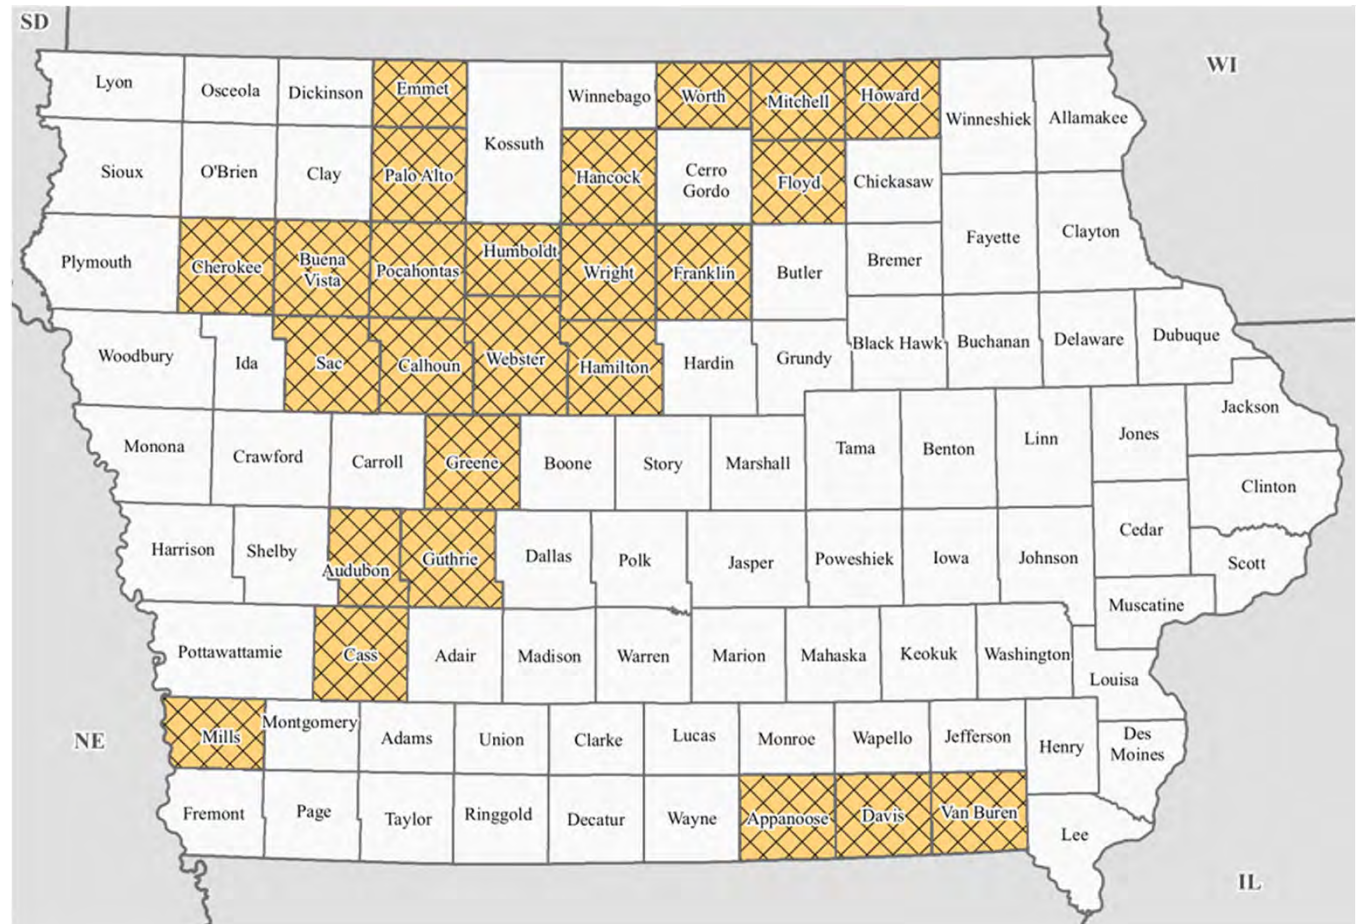 SD
WI
Lyon
Osceola
Dickinson
Emmet
Kossuth
Winnebago
Worth
Mitchell
Howard
Winneshiek
Allamakee
Sioux
O'Brien
Clay
Palo Alto
Hancock
Cerro
Gordo
Floyd
Chickasaw
Fayette
Clayton
Plymouth
Cherokee
Buena
Vista
Pocahontas
Humboldt
Wright
Franklin
Butler
Bremer
Woodbury
Ida
Sac
Calhoun
Webster
Hamilton
Hardin
Grundy
Black Hawk
Buchanan
Delaware
Dubuque
Jackson
Monona
Crawford
Carroll
Greene
Boone
Story
Marshall
Tama
Benton
Linn
Jones
Clinton
Harrison
Shelby
Audubon
Guthrie
Dallas
Polk
Jasper
Poweshiek
Iowa
Johnson
Cedar
Scott
Muscatine
Pottawattamie
Cass
Adair
Madison
Warren
Marion
Mahaska
Keokuk
Washington
Louisa
NE
Mills
Montgomery
Adams
Union
Clarke
Lucas
Monroe
Wapello
Jefferson
Henry
Des
Moines
Fremont
Page
Taylor
Ringgold
Decatur
Wayne
Appanoose
Davis
Van Buren
Lee
IL